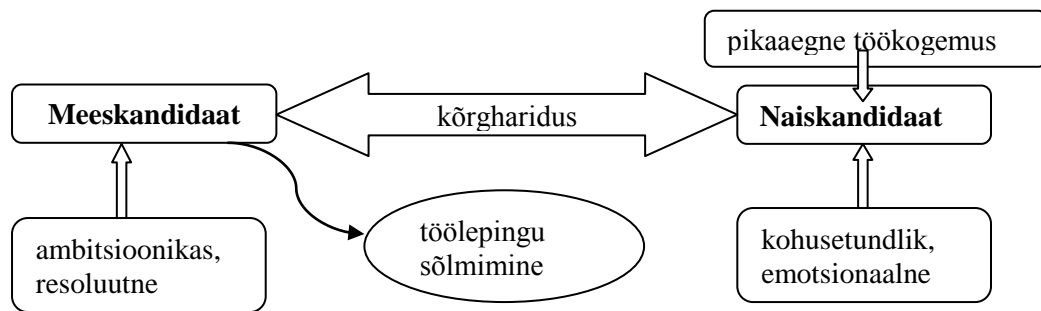 pikaaegne töökogemus
Meeskandidaat
kõrgharidus
Naiskandidaat
ambitsioonikas,
resoluutne
töölepingu
sõlmimine
kohusetundlik,
emotsionaalne